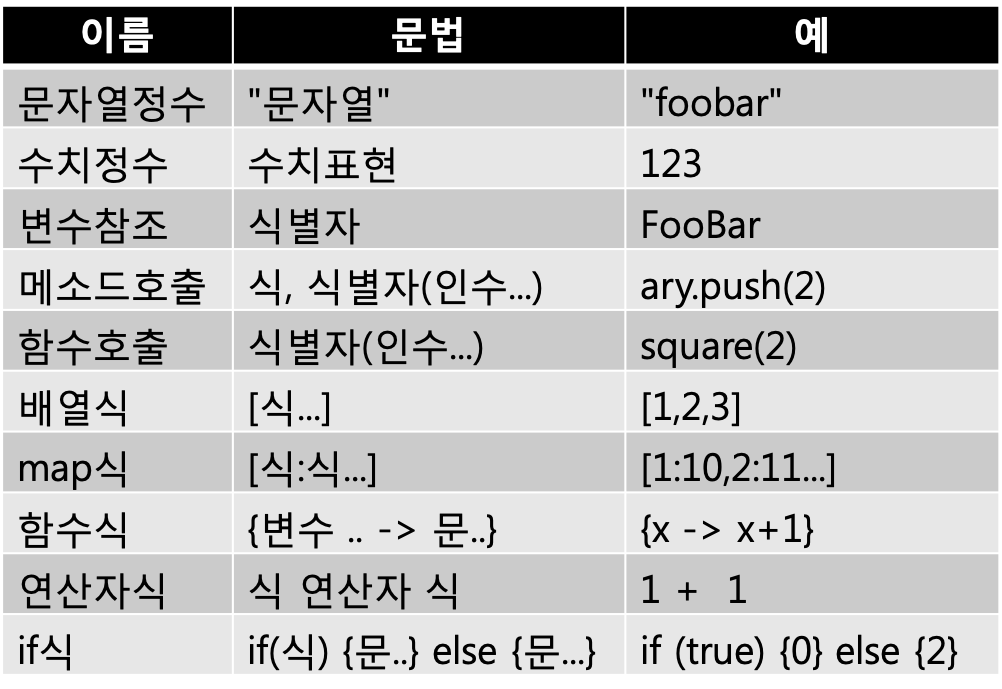 이름 문법 예
문자열정수 "문자열" "foobar"
수치정수 수치표현 123
변수참조 식별자 FooBar
메소드호출 식, 식별자(인수...) ary.push(2)
함수호출 식별자(인수...) square(2)
배열식 [식...] [1,2,3]
map식 [식:식...] [1:10,2:11...]
함수식 {변수 .. -> 문..} {x -> x+1}
연산자식 식 연산자 식 1 + 1
if식 if(식) {문..} else {문...} if (true) {0} else {2}